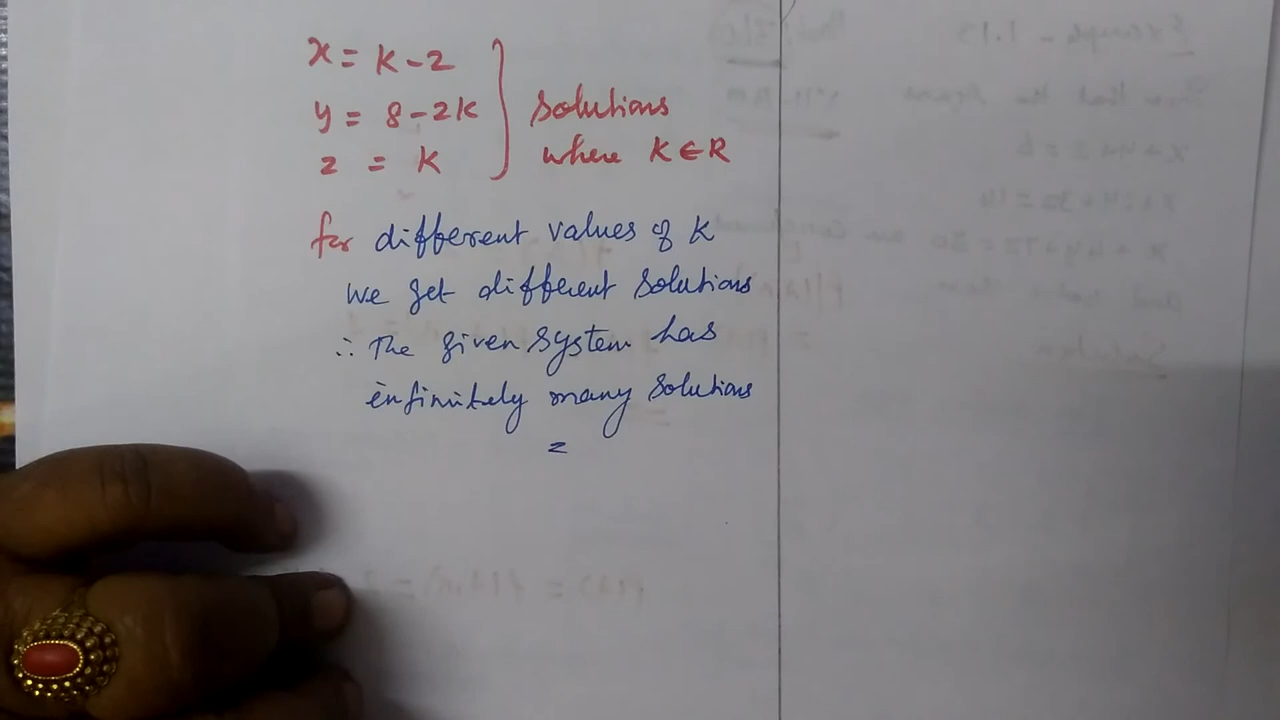 x = K-2
y = 8-2K
z = K
Solutions
where K ∈ R
for different values of K
we get different solutions
∴ The given system has
infinitely many solutions